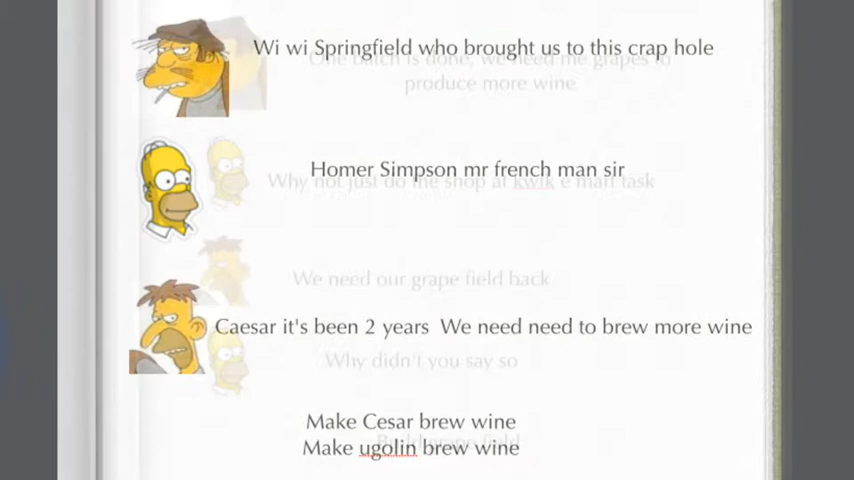 Wi wi Springfield who brought us to this crap hole
One batch is done, we need me grapes to
produce more wine
Homer Simpson mr french man sir
Why not just do the shop at kwik e mart task
We need our grape field back
Caesar it's been 2 years We need need to brew more wine
Why didn't you say so
Make Cesar brew wine
Make ugolin brew wine